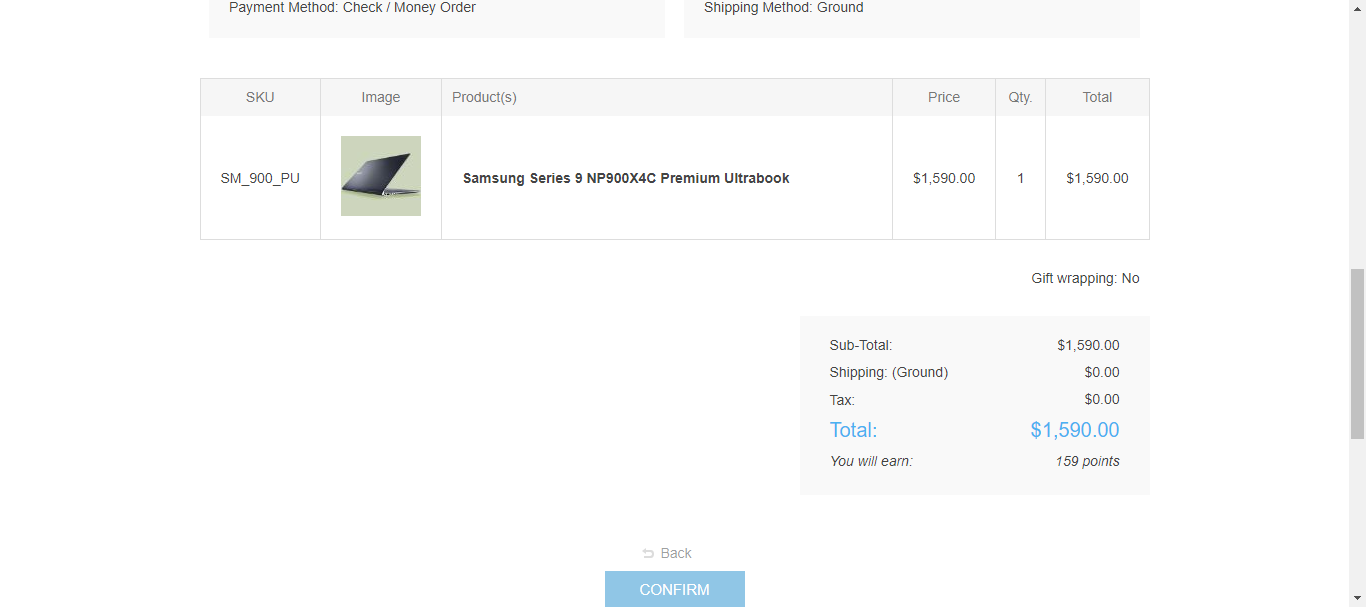 Payment Method: Check / Money Order
Shipping Method: Ground
SKU Image Product(s) Price Qty. Total
SM_900_PU Samsung Series 9 NP900X4C Premium Ultrabook $1,590.00 1 $1,590.00
Gift wrapping: No
Sub-Total: $1,590.00
Shipping: (Ground) $0.00
Tax: $0.00
Total: $1,590.00
You will earn: 159 points
Back
CONFIRM